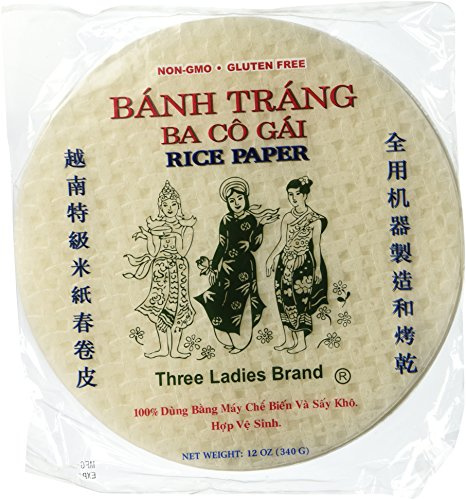 NON-GMO • GLUTEN FREE
BÁNH TRÁNG
BA CÔ GÁI
RICE PAPER
越南特級米紙春卷皮
全用机器製造和烤乾
Three Ladies Brand ®
100% Dùng Bằng Máy Chế Biến Và Sấy Khô.
Hợp Vệ Sinh.
NET WEIGHT: 12 OZ (340 G)
MFG
EXP